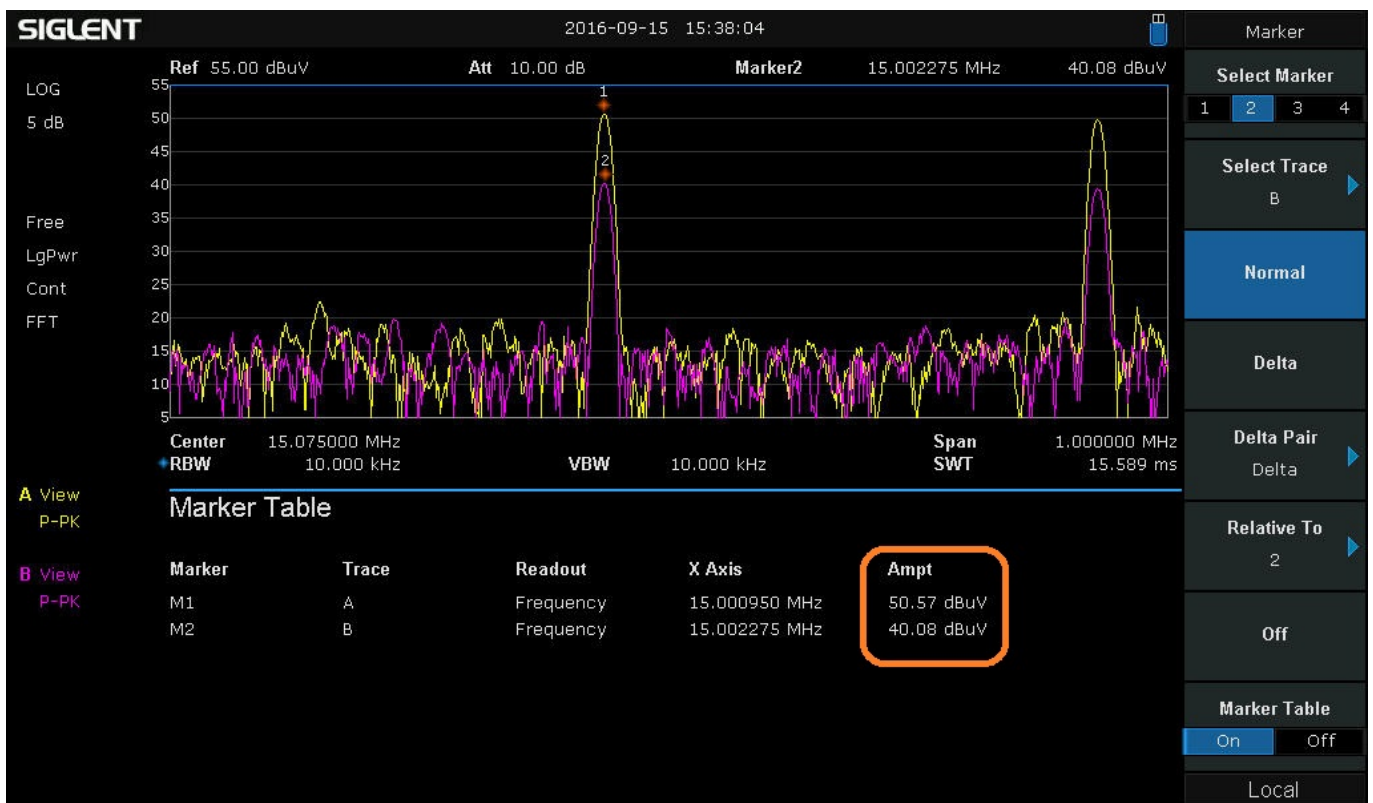 SIGLENT 2016-09-15 15:38:04 Marker
Ref 55.00 dBuV Att 10.00 dB Marker2 15.002275 MHz 40.08 dBuV
LOG
5 dB
Free
LgPwr
Cont
FFT
55
50
45
40
35
30
25
20
15
10
5
1
2
Center 15.075000 MHz Span 1.000000 MHz
RBW 10.000 kHz VBW 10.000 kHz SWT 15.589 ms
A View
P-PK
B View
P-PK
Marker Table
Marker Trace Readout X Axis Ampt
M1 A Frequency 15.000950 MHz 50.57 dBuV
M2 B Frequency 15.002275 MHz 40.08 dBuV
Select Marker
1 2 3 4
Select Trace
B
Normal
Delta
Delta Pair
Delta
Relative To
2
Off
Marker Table
On Off
Local